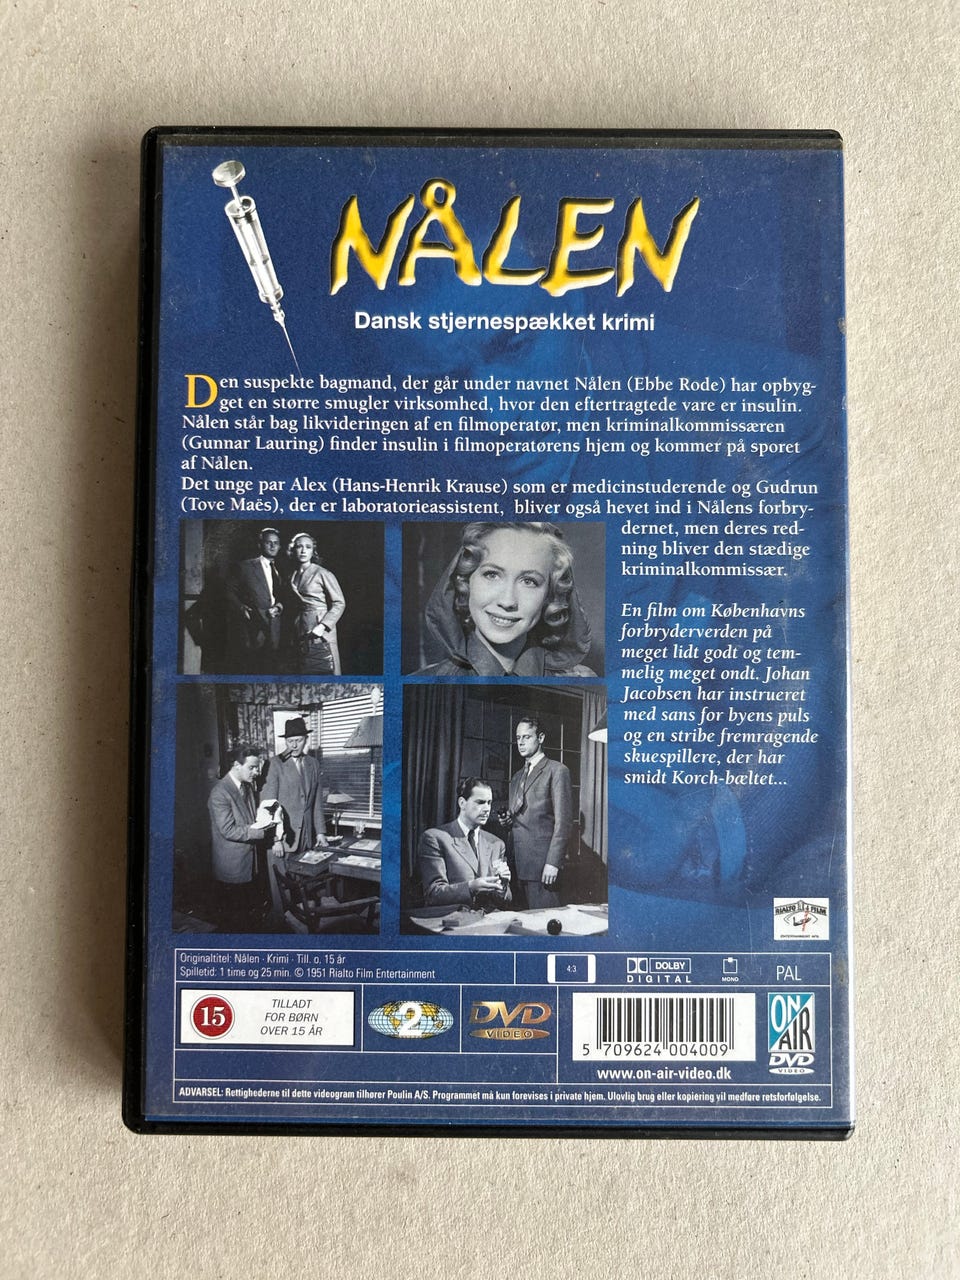 NÅLEN
Dansk stjernespækket krimi
Den suspekte bagmand, der går under navnet Nålen (Ebbe Rode) har opbyg-
get en større smugler virksomhed, hvor den eftertragtede vare er insulin.
Nålen står bag likvideringen af en filmoperatør, men kriminalkommissæren
(Gunnar Lauring) finder insulin i filmoperatørens hjem og kommer på sporet
af Nålen.
Det unge par Alex (Hans-Henrik Krause) som er medicinstuderende og Gudrun
(Tove Maës), der er laboratorieassistent, bliver også hevet ind i Nålens forbry-
dernet, men deres red-
ning bliver den stædige
kriminalkommissær.
En film om Københavns
forbryderverden på
meget lidt godt og tem-
melig meget ondt. Johan
Jacobsen har instrueret
med sans for byens puls
og en stribe fremragende
skuespillere, der har
smidt Korch-bæltet...
RIALTO FILM
ENTERTAINMENT APS
Originaltitel: Nålen · Krimi · Till. o. 15 år
Spilletid: 1 time og 25 min. © 1951 Rialto Film Entertainment
4:3
DOLBY
DIGITAL
MONO
PAL
15
TILLADT
FOR BØRN
OVER 15 ÅR
2
DVD
VIDEO
5 709624 004009
www.on-air-video.dk
ON
AIR
DVD
VIDEO
ADVARSEL: Rettighederne til dette videogram tilhører Poulin A/S. Programmet må kun forevises i private hjem. Ulovlig brug eller kopiering vil medføre retsforfølgelse.